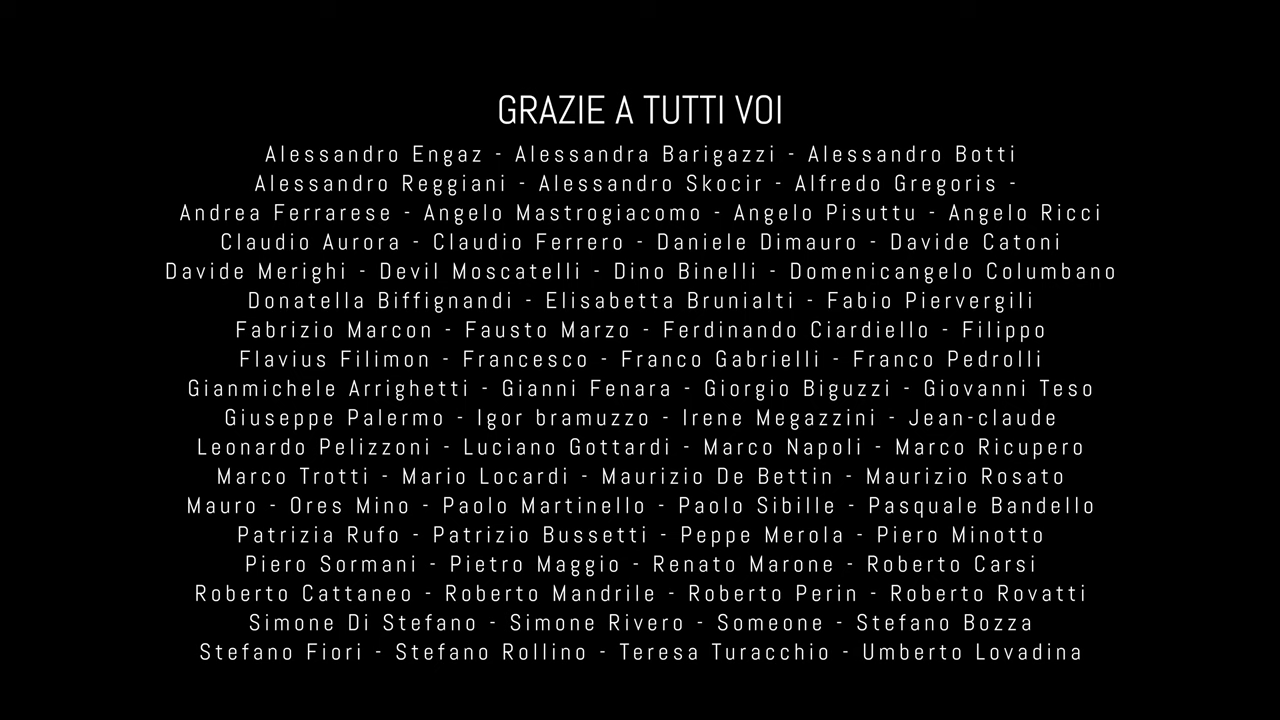 GRAZIE A TUTTI VOI
Alessandro Engaz - Alessandra Barigazzi - Alessandro Botti
Alessandro Reggiani - Alessandro Skocir - Alfredo Gregoris -
Andrea Ferrarese - Angelo Mastrogiacomo - Angelo Pisuttu - Angelo Ricci
Claudio Aurora - Claudio Ferrero - Daniele Dimauro - Davide Catoni
Davide Merighi - Devil Moscatelli - Dino Binelli - Domenicangelo Columbano
Donatella Biffignandi - Elisabetta Brunialti - Fabio Piervergili
Fabrizio Marcon - Fausto Marzo - Ferdinando Ciardiello - Filippo
Flavius Filimon - Francesco - Franco Gabrielli - Franco Pedrolli
Gianmichele Arrighetti - Gianni Fenara - Giorgio Biguzzi - Giovanni Teso
Giuseppe Palermo - Igor bramuzzo - Irene Megazzini - Jean-claude
Leonardo Pelizzoni - Luciano Gottardi - Marco Napoli - Marco Ricupero
Marco Trotti - Mario Locardi - Maurizio De Bettin - Maurizio Rosato
Mauro - Ores Mino - Paolo Martinello - Paolo Sibille - Pasquale Bandello
Patrizia Rufo - Patrizio Bussetti - Peppe Merola - Piero Minotto
Piero Sormani - Pietro Maggio - Renato Marone - Roberto Carsi
Roberto Cattaneo - Roberto Mandrile - Roberto Perin - Roberto Rovatti
Simone Di Stefano - Simone Rivero - Someone - Stefano Bozza
Stefano Fiori - Stefano Rollino - Teresa Turacchio - Umberto Lovadina